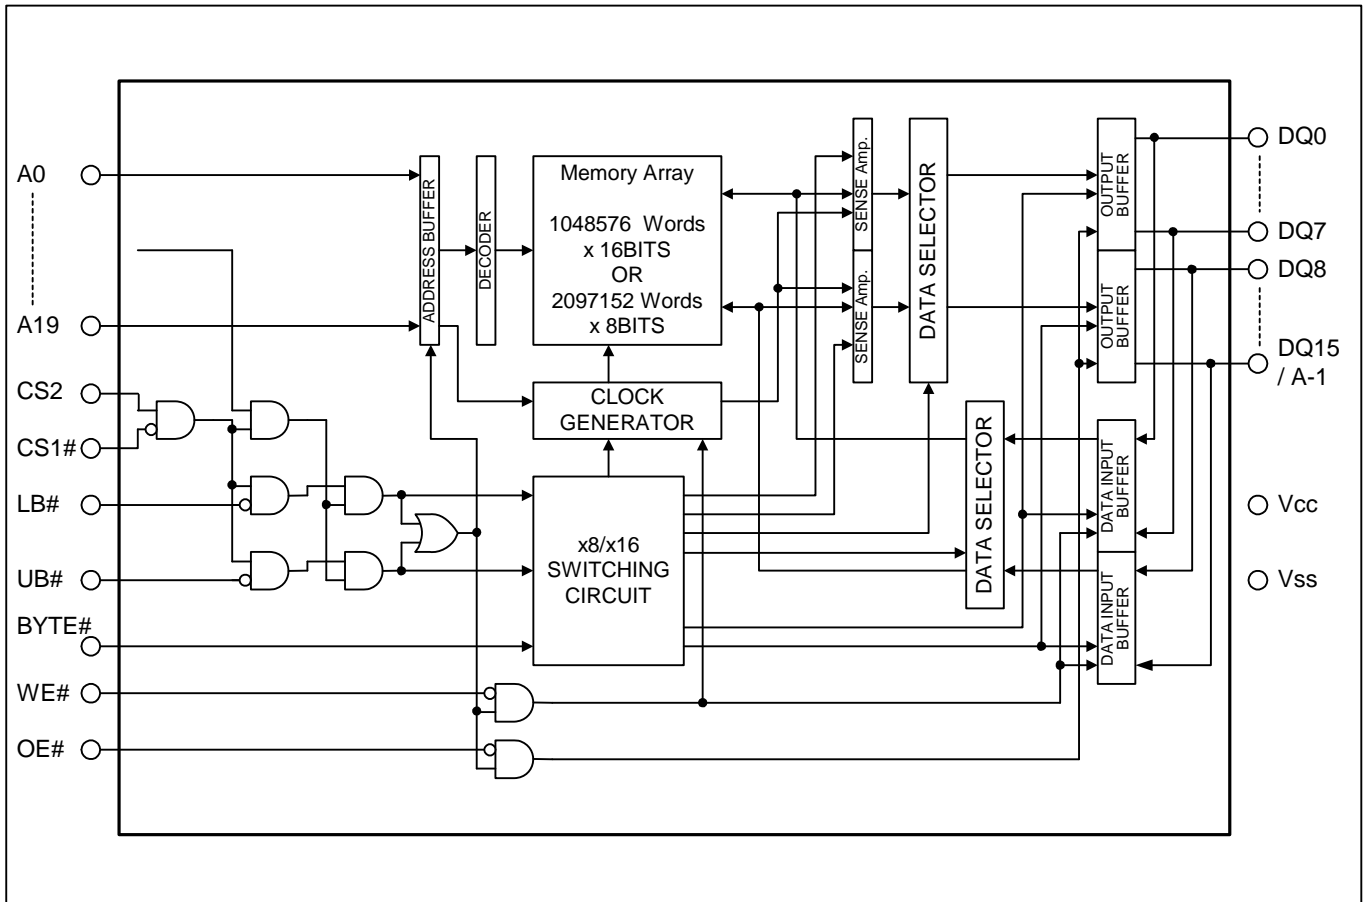 A0
A19
CS2
CS1#
LB#
UB#
BYTE#
WE#
OE#
ADDRESS BUFFER
DECODER
Memory Array
1048576 Words
x 16BITS
OR
2097152 Words
x 8BITS
CLOCK
GENERATOR
x8/x16
SWITCHING
CIRCUIT
SENSE Amp.
SENSE Amp.
DATA SELECTOR
DATA SELECTOR
OUTPUT
BUFFER
OUTPUT
BUFFER
DATA INPUT
BUFFER
DATA INPUT
BUFFER
DQ0
DQ7
DQ8
DQ15
/ A-1
Vcc
Vss